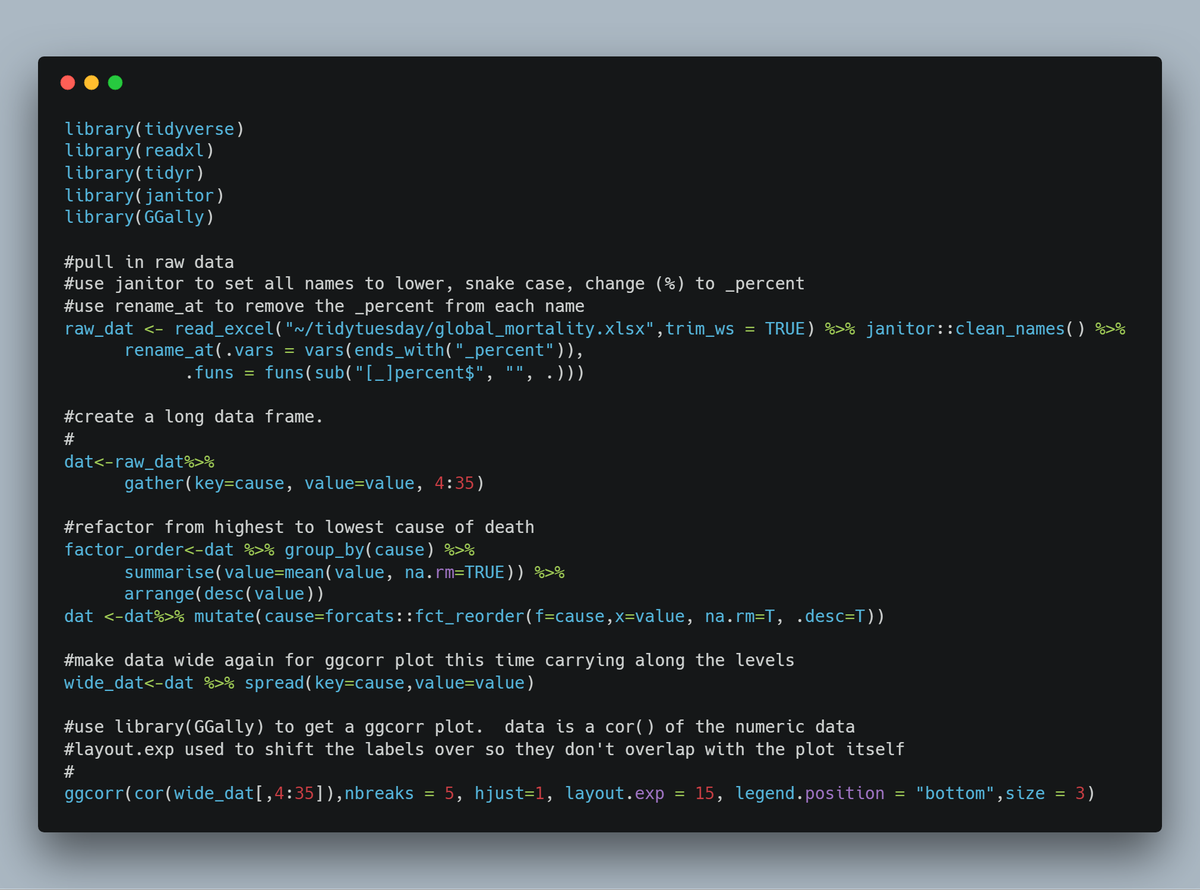 library(tidyverse)
library(readxl)
library(tidyr)
library(janitor)
library(GGally)
#pull in raw data
#use janitor to set all names to lower, snake case, change (%) to _percent
#use rename_at to remove the _percent from each name
raw_dat <- read_excel("~/tidytuesday/global_mortality.xlsx",trim_ws = TRUE) %>% janitor::clean_names() %>%
      rename_at(.vars = vars(ends_with("_percent")),
            .funs = funs(sub("[_]percent$", "", .)))
#create a long data frame.
#
dat<-raw_dat%>%
      gather(key=cause, value=value, 4:35)
#refactor from highest to lowest cause of death
factor_order<-dat %>% group_by(cause) %>%
      summarise(value=mean(value, na.rm=TRUE)) %>%
      arrange(desc(value))
dat <-dat%>% mutate(cause=forcats::fct_reorder(f=cause,x=value, na.rm=T, .desc=T))
#make data wide again for ggcorr plot this time carrying along the levels
wide_dat<-dat %>% spread(key=cause,value=value)
#use library(GGally) to get a ggcorr plot.  data is a cor() of the numeric data
#layout.exp used to shift the labels over so they don't overlap with the plot itself
#
ggcorr(cor(wide_dat[,4:35]),nbreaks = 5, hjust=1, layout.exp = 15, legend.position = "bottom",size = 3)